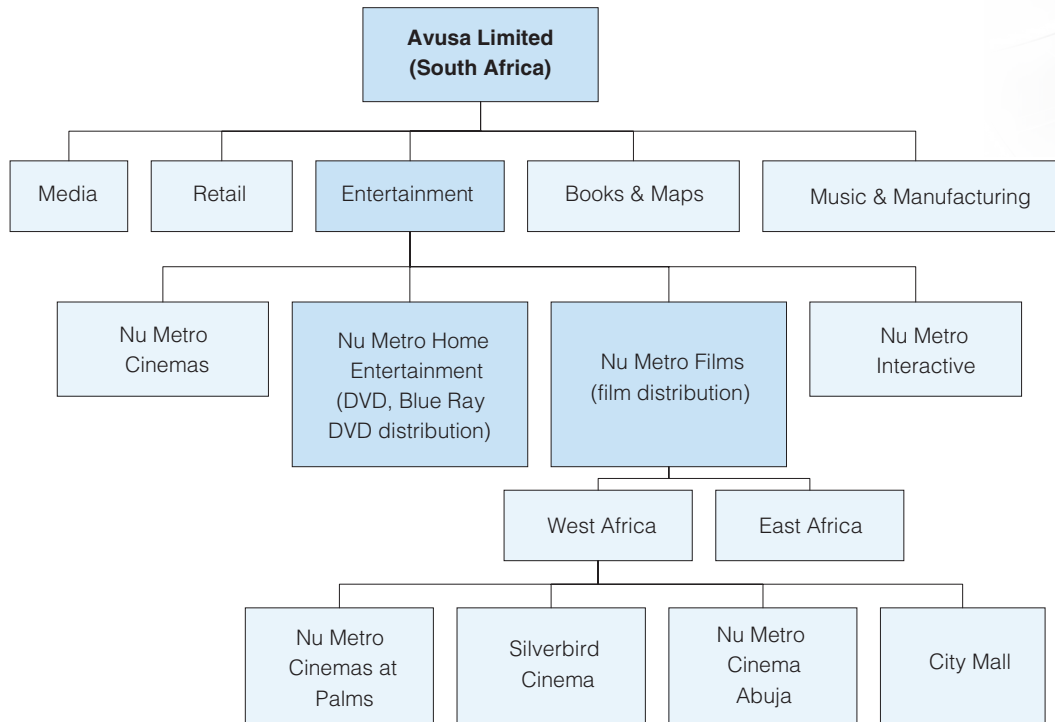 Avusa Limited
(South Africa)
Media
Retail
Entertainment
Books & Maps
Music & Manufacturing
Nu Metro
Cinemas
Nu Metro Home
Entertainment
(DVD, Blue Ray
DVD distribution)
Nu Metro Films
(film distribution)
Nu Metro
Interactive
West Africa
East Africa
Nu Metro
Cinemas at
Palms
Silverbird
Cinema
Nu Metro
Cinema
Abuja
City Mall